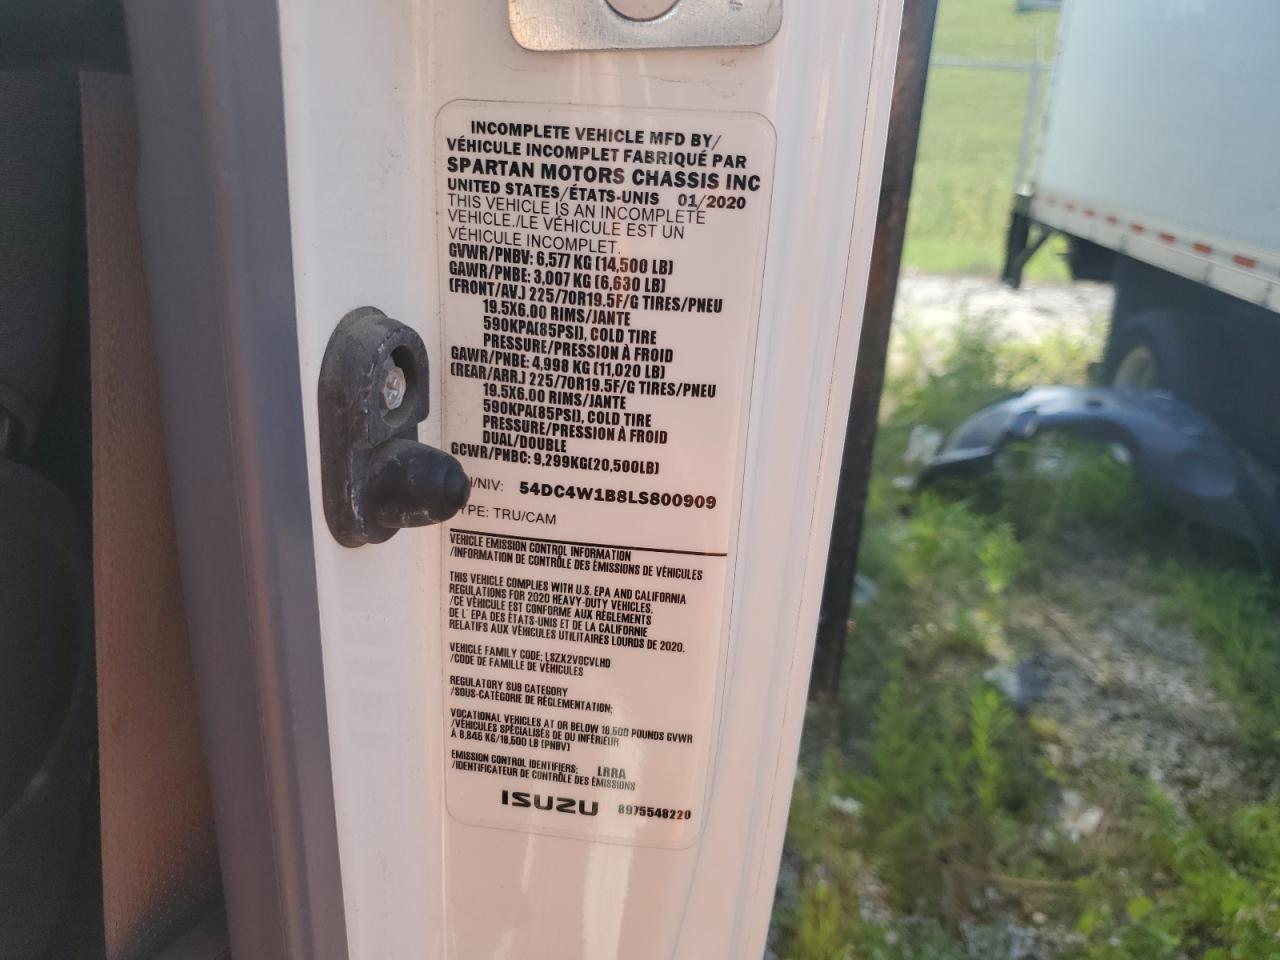 INCOMPLETE VEHICLE MFD BY/
VÉHICULE INCOMPLET FABRIQUÉ PAR
SPARTAN MOTORS CHASSIS INC
UNITED STATES/ÉTATS-UNIS 01/2020
THIS VEHICLE IS AN INCOMPLETE
VEHICLE./LE VÉHICULE EST UN
VÉHICULE INCOMPLET.
GVWR/PNBV: 6,577 KG (14,500 LB)
GAWR/PNBE: 3,007 KG (6,630 LB)
(FRONT/AV.) 225/70R19.5F/G TIRES/PNEU
19.5X6.00 RIMS/JANTE
590KPA(85PSI), COLD TIRE
PRESSURE/PRESSION À FROID
GAWR/PNBE: 4,998 KG (11,020 LB)
(REAR/ARR.) 225/70R19.5F/G TIRES/PNEU
19.5X6.00 RIMS/JANTE
590KPA(85PSI), COLD TIRE
PRESSURE/PRESSION À FROID
DUAL/DOUBLE
GCWR/PNBC: 9,299KG(20,500LB)
/NIV: 54DC4W1B8LS800909
YPE: TRU/CAM
VEHICLE EMISSION CONTROL INFORMATION
/INFORMATION DE CONTRÔLE DES ÉMISSIONS DE VÉHICULES
THIS VEHICLE COMPLIES WITH U.S. EPA AND CALIFORNIA
REGULATIONS FOR 2020 HEAVY-DUTY VEHICLES.
/CE VÉHICULE EST CONFORME AUX RÈGLEMENTS
DE L' EPA DES ÉTATS-UNIS ET DE LA CALIFORNIE
RELATIFS AUX VÉHICULES UTILITAIRES LOURDS DE 2020.
VEHICLE FAMILY CODE: LSZK2VOCVLHD
/CODE DE FAMILLE DE VÉHICULES
REGULATORY SUB CATEGORY
/SOUS-CATÉGORIE DE RÉGLEMENTATION:
VOCATIONAL VEHICLES AT OR BELOW 19,500 POUNDS GVWR
/VÉHICULES SPÉCIALISÉS DE OU INFÉRIEUR
À 8,845 KG/19,500 LB (PNBV)
EMISSION CONTROL IDENTIFIERS: LRRA
/IDENTIFICATEUR DE CONTRÔLE DES ÉMISSIONS
ISUZU 8975548220